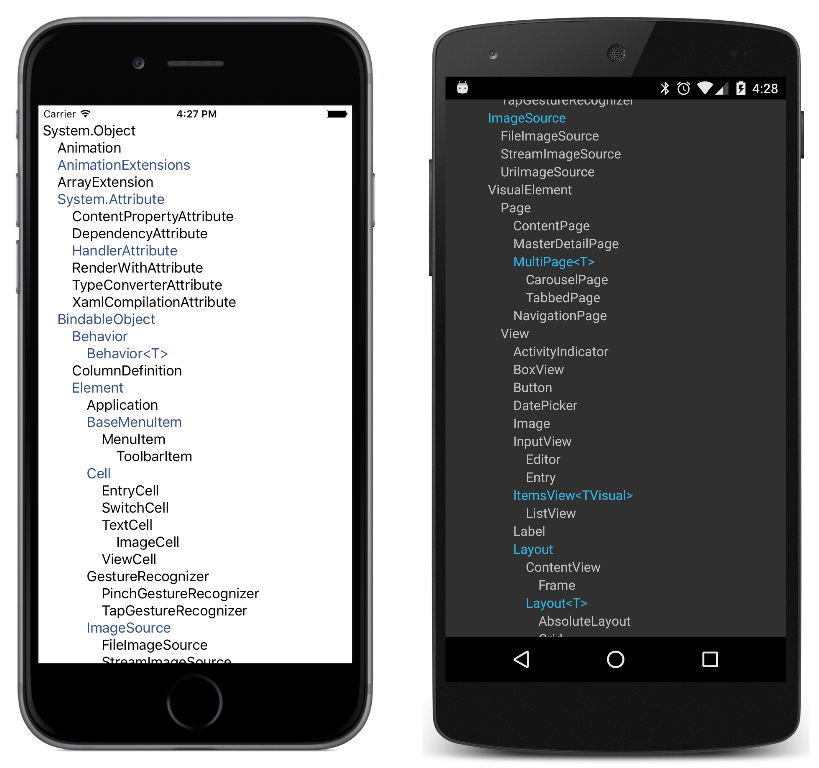 Carrier
4:27 PM
System.Object
Animation
AnimationExtensions
ArrayExtension
System.Attribute
ContentPropertyAttribute
DependencyAttribute
HandlerAttribute
RenderWithAttribute
TypeConverterAttribute
XamlCompilationAttribute
BindableObject
Behavior
Behavior<T>
ColumnDefinition
Element
Application
BaseMenuItem
MenuItem
ToolbarItem
Cell
EntryCell
SwitchCell
TextCell
ImageCell
ViewCell
GestureRecognizer
PinchGestureRecognizer
TapGestureRecognizer
ImageSource
FileImageSource
StreamImageSource
4:28
TapGestureRecognizer
ImageSource
FileImageSource
StreamImageSource
UriImageSource
VisualElement
Page
ContentPage
MasterDetailPage
MultiPage<T>
CarouselPage
TabbedPage
NavigationPage
View
ActivityIndicator
BoxView
Button
DatePicker
Image
InputView
Editor
Entry
ItemsView<TVisual>
ListView
Label
Layout
ContentView
Frame
Layout<T>
AbsoluteLayout
Grid